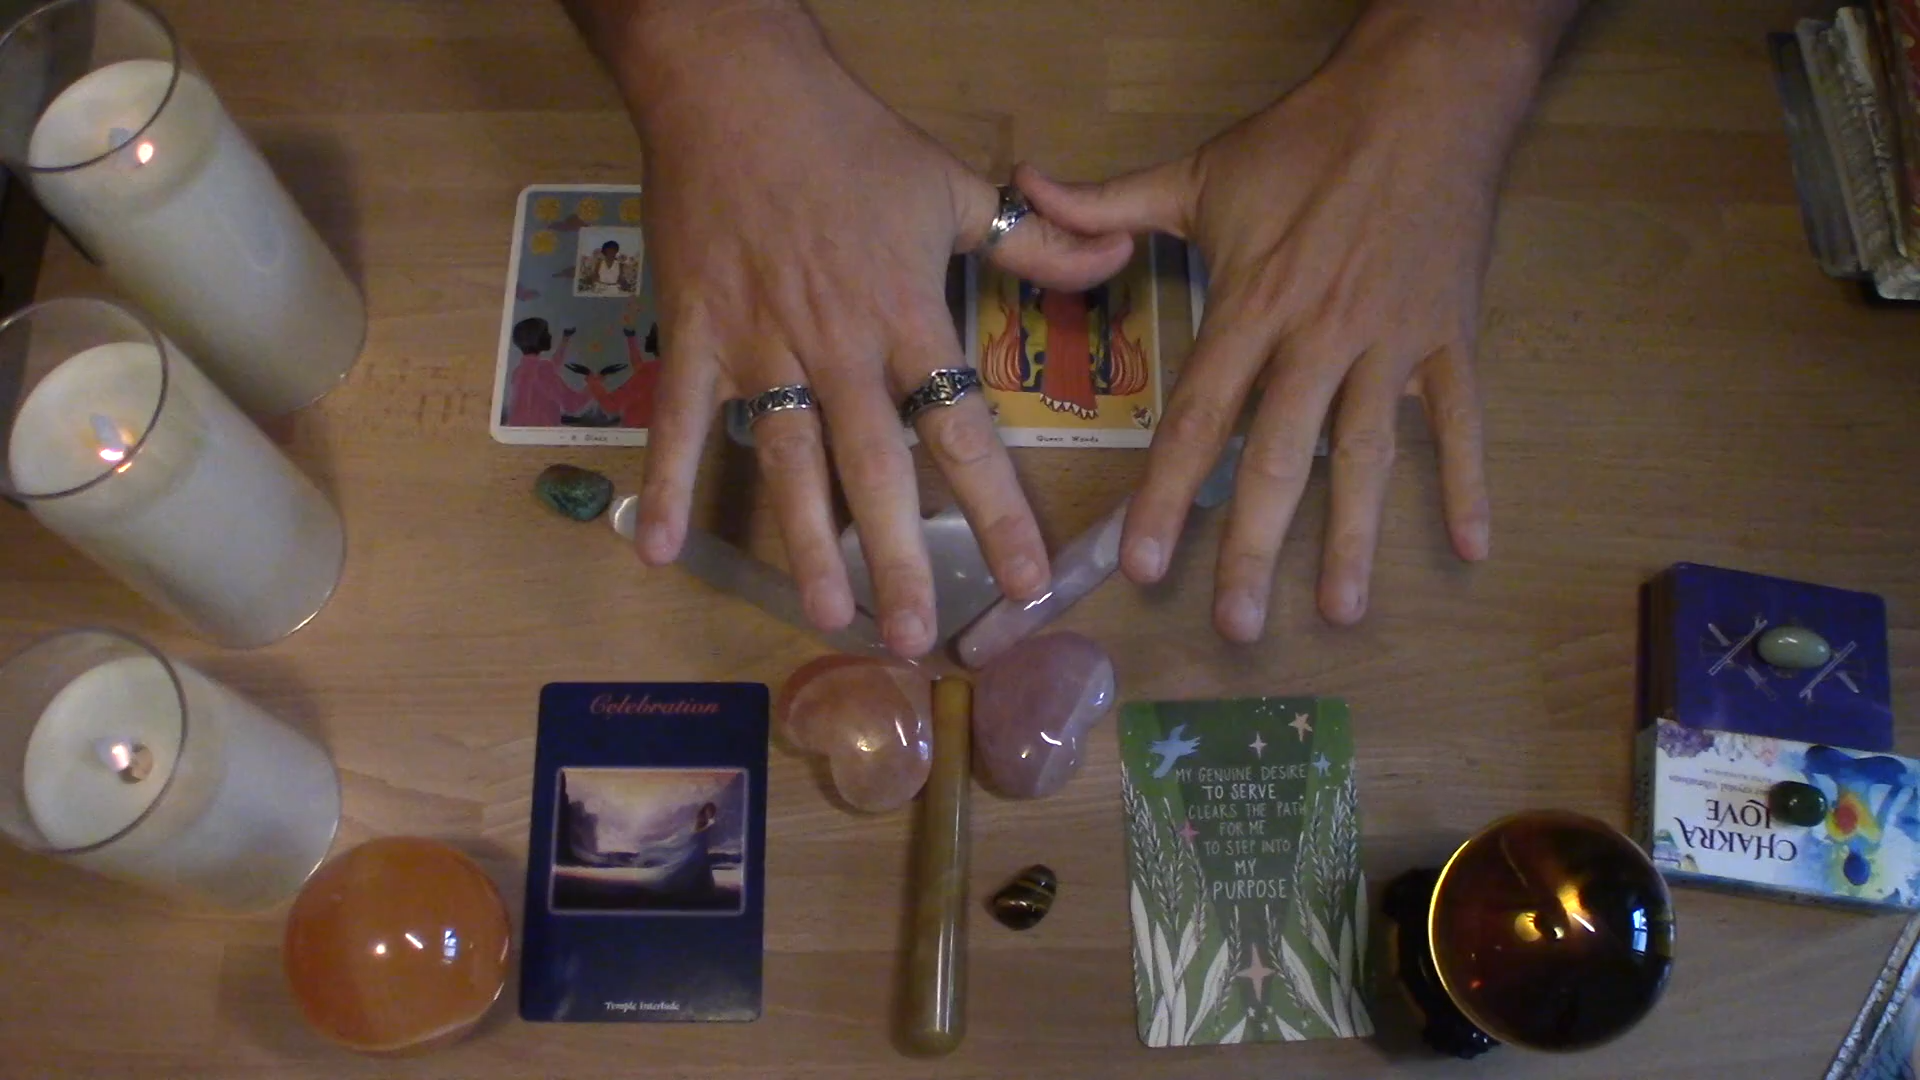 Queen Wands
Celebration
Temple Interlude
MY GENUINE DESIRE
TO SERVE
CLEARS THE PATH
FOR ME
TO STEP INTO
MY
PURPOSE
CHAKRA
LOVE